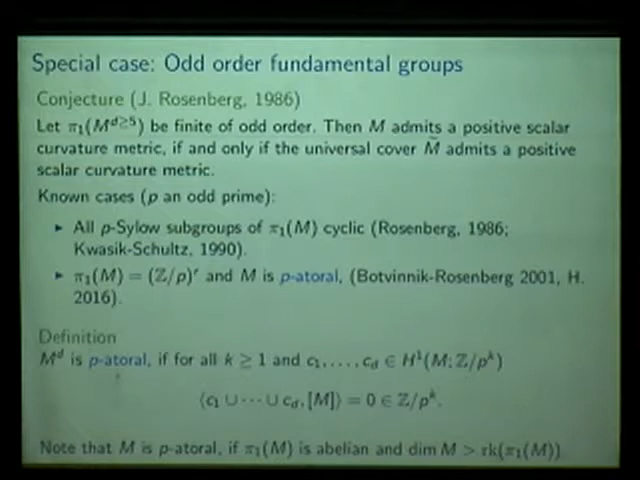 Special case: Odd order fundamental groups
Conjecture (J. Rosenberg, 1986)
Let π₁(M^{d≥5}) be finite of odd order. Then M admits a positive scalar
curvature metric, if and only if the universal cover M̃ admits a positive
scalar curvature metric.
Known cases (p an odd prime):
► All p-Sylow subgroups of π₁(M) cyclic (Rosenberg, 1986;
Kwasik-Schultz, 1990).
► π₁(M) = (ℤ/p)^r and M is p-atoral, (Botvinnik-Rosenberg 2001, H.
2016).
Definition
M^d is p-atoral, if for all k ≥ 1 and c₁, . . . , c_d ∈ H¹(M; ℤ/p^k)
⟨c₁ ∪ ··· ∪ c_d, [M]⟩ = 0 ∈ ℤ/p^k.
Note that M is p-atoral, if π₁(M) is abelian and dim M > rk(π₁(M))